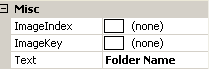 Misc
ImageIndex (none)
ImageKey (none)
Text Folder Name